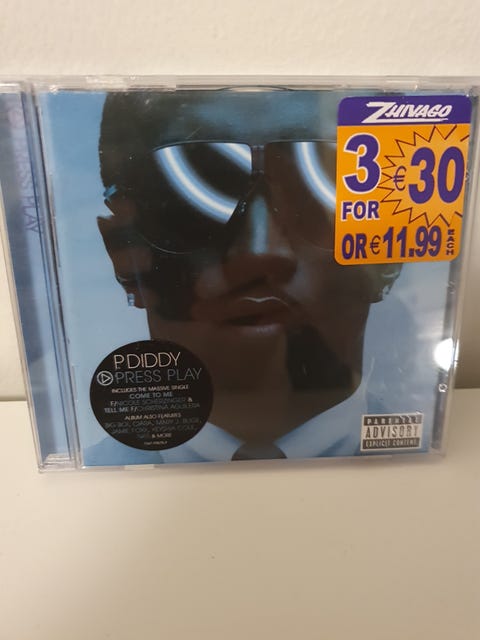 ZHIVAGO
3
FOR
€30
OR €11.99 EACH
PRESS PLAY
P. DIDDY
PRESS PLAY
INCLUDES THE MASSIVE SINGLE
COME TO ME
F/NICOLE SCHERZINGER &
TELL ME F/CHRISTINA AGUILERA
ALBUM ALSO FEATURES
BIG BOI, CIARA, MARY J. BLIGE,
JAMIE FOXX, KEYSHIA COLE,
NAS & MORE
PARENTAL
ADVISORY
EXPLICIT CONTENT